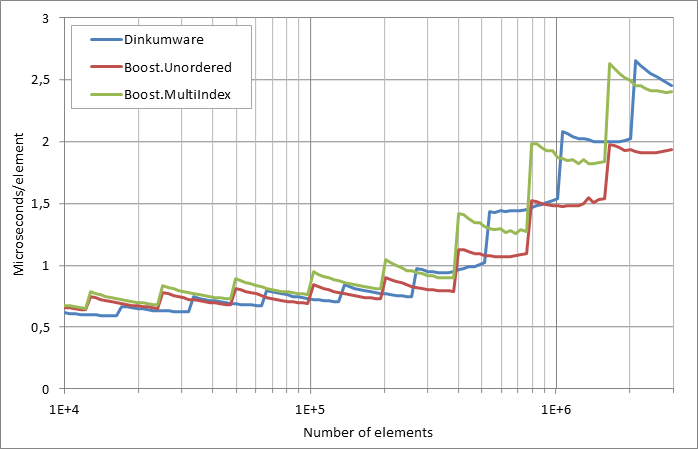 3
2,5
2
1,5
1
0,5
0
Microseconds/element
Dinkumware
Boost.Unordered
Boost.MultiIndex
1E+4 1E+5 1E+6
Number of elements